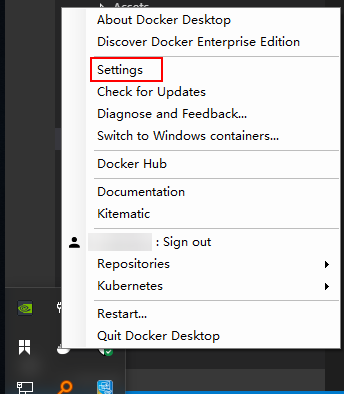 Assets
About Docker Desktop
Discover Docker Enterprise Edition
Settings
Check for Updates
Diagnose and Feedback...
Switch to Windows containers...
Docker Hub
Documentation
Kitematic
: Sign out
Repositories
Kubernetes
Restart...
Quit Docker Desktop